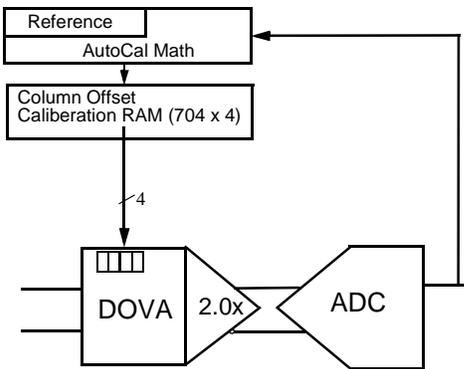 Reference
AutoCal Math
Column Offset
Caliberation RAM (704 x 4)
4
DOVA
2.0x
ADC